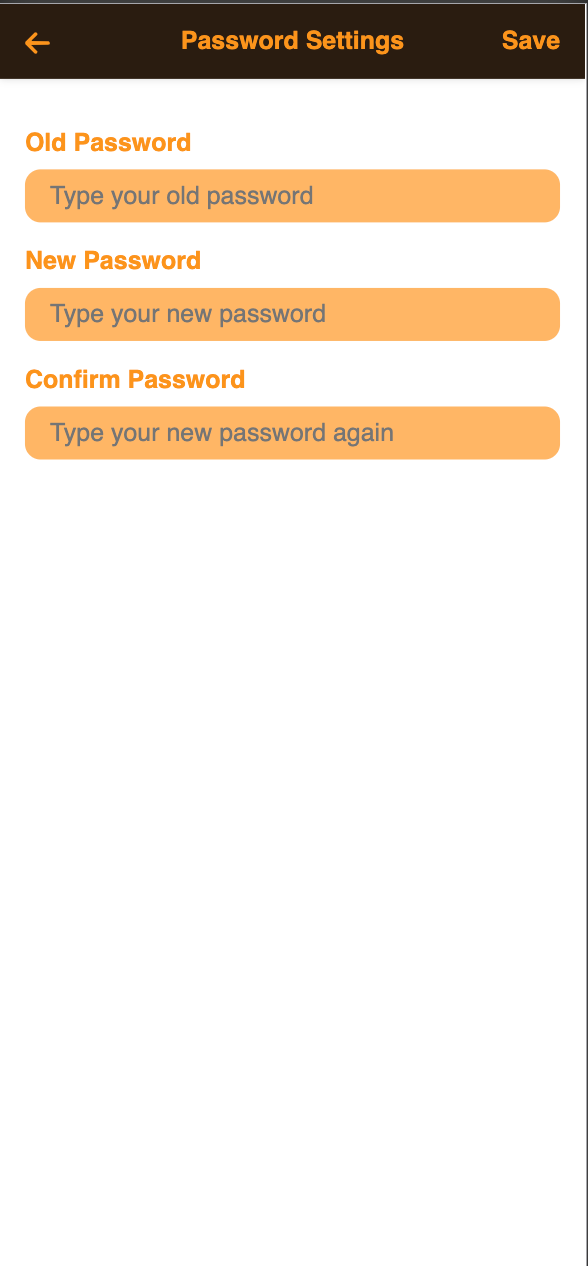 Password Settings Save
Old Password
Type your old password
New Password
Type your new password
Confirm Password
Type your new password again